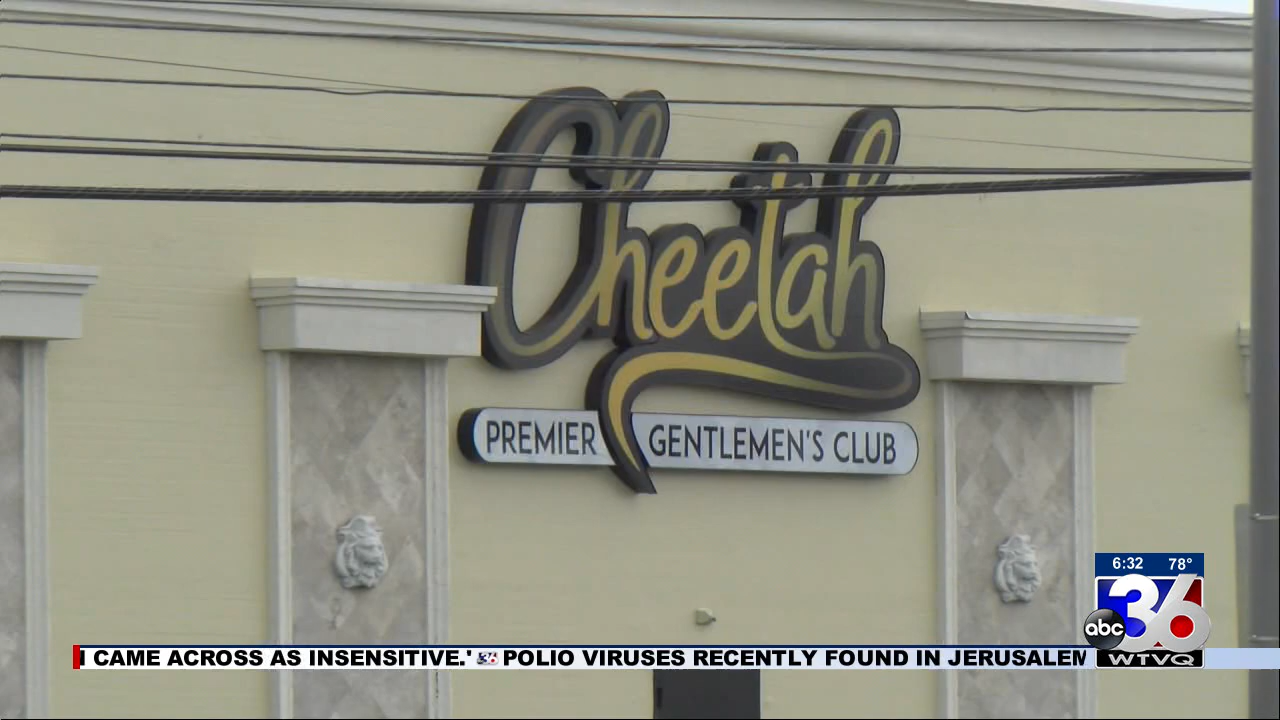 Cheetah
PREMIER GENTLEMEN'S CLUB
6:32 78°
abc 36
WTVQ
I CAME ACROSS AS INSENSITIVE.' 36 POLIO VIRUSES RECENTLY FOUND IN JERUSALEM